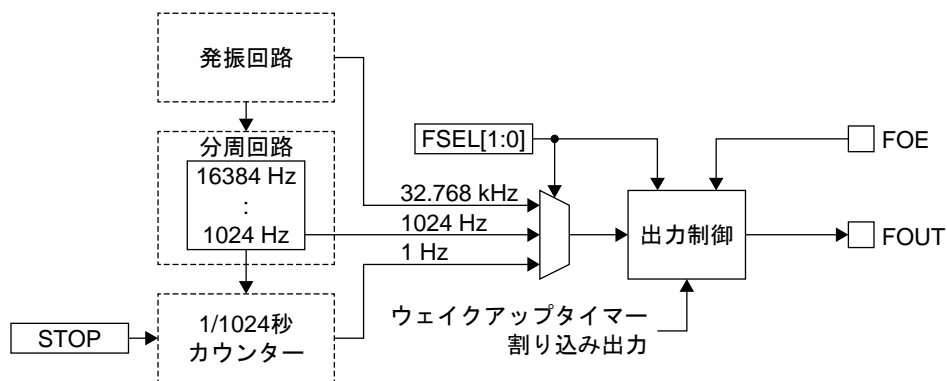 発振回路
分周回路
16384 Hz
:
1024 Hz
1/1024秒
カウンター
STOP
FSEL[1:0]
32.768 kHz
1024 Hz
1 Hz
出力制御
FOE
FOUT
ウェイクアップタイマー
割り込み出力